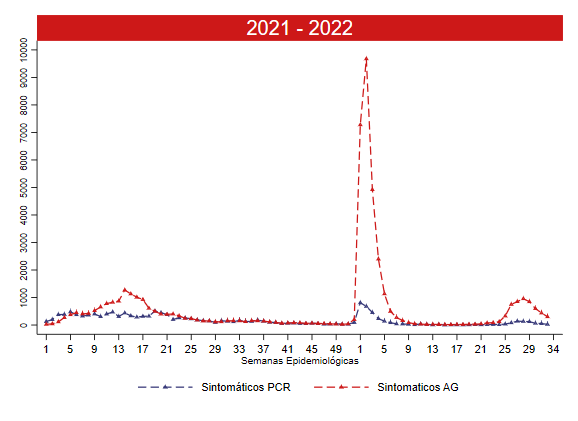 2021 - 2022
10000
9000
8000
7000
6000
5000
4000
3000
2000
1000
0
1 5 9 13 17 21 25 29 33 37 41 45 49 1 5 9 13 17 21 25 29 34
Semanas Epidemiológicas
Sintomáticos PCR Sintomaticos AG